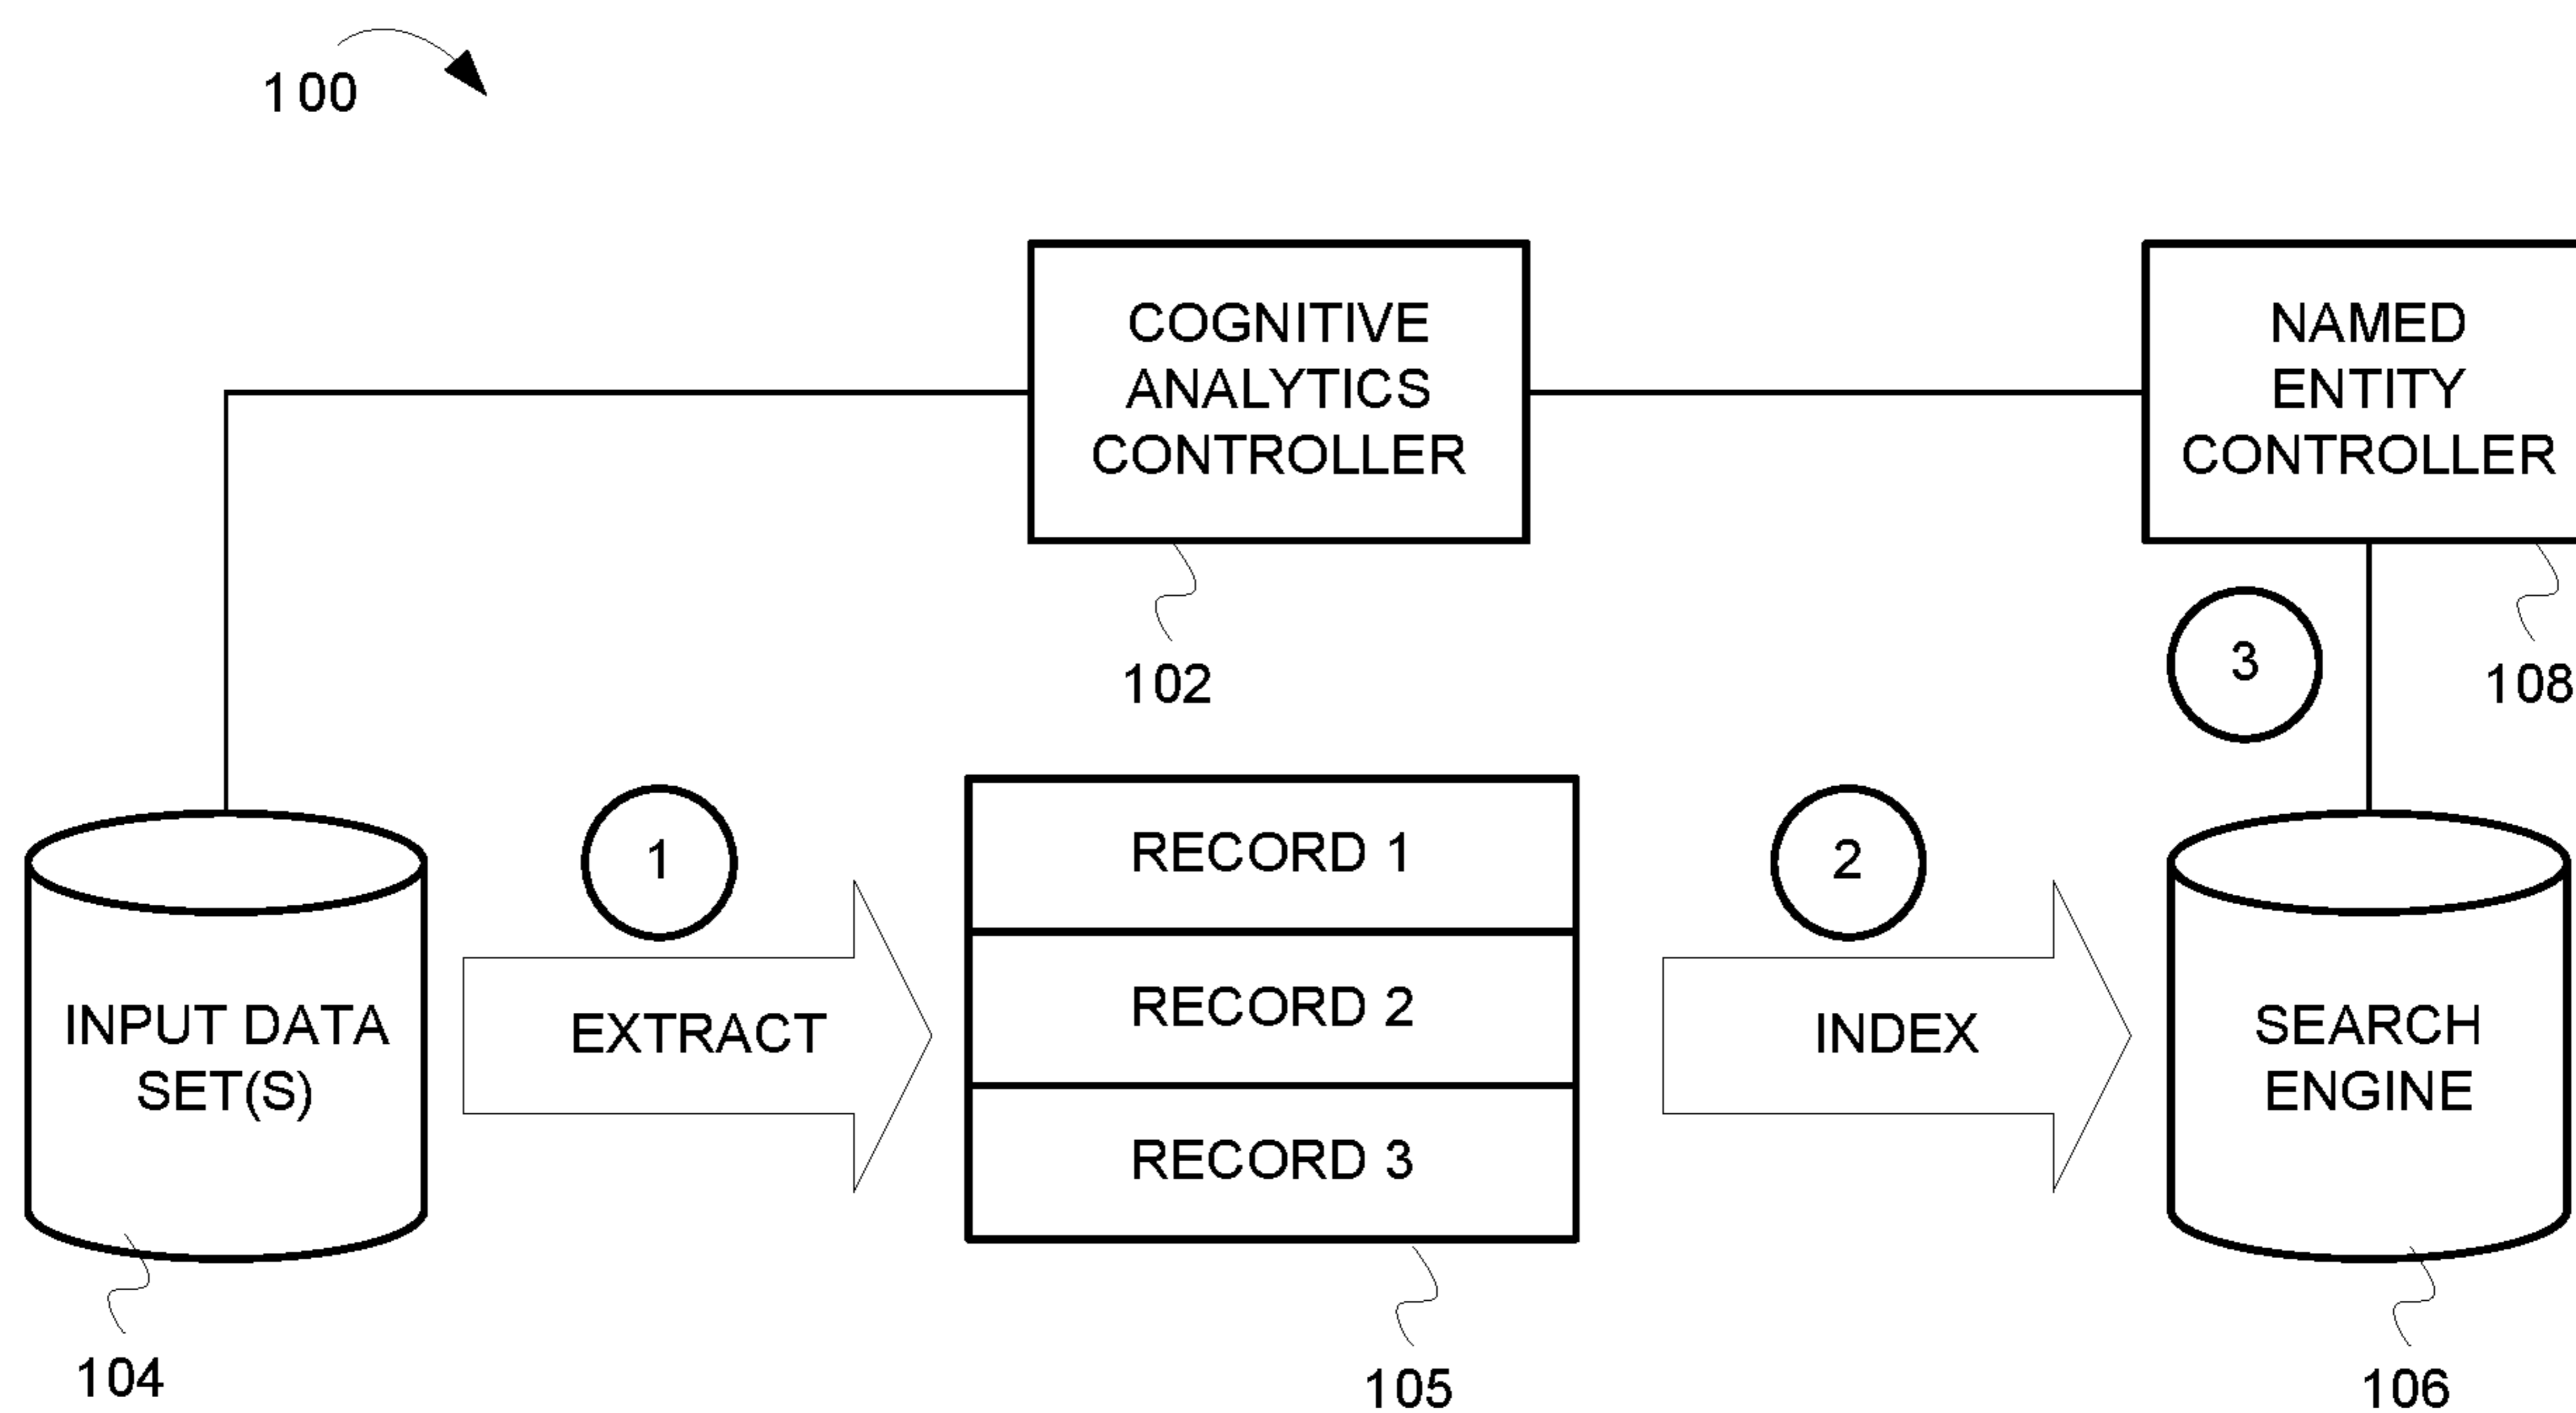 100
COGNITIVE
ANALYTICS
CONTROLLER
NAMED
ENTITY
CONTROLLER
102
3
108
1
2
RECORD 1
RECORD 2
RECORD 3
INPUT DATA
SET(S)
EXTRACT
INDEX
SEARCH
ENGINE
104
105
106